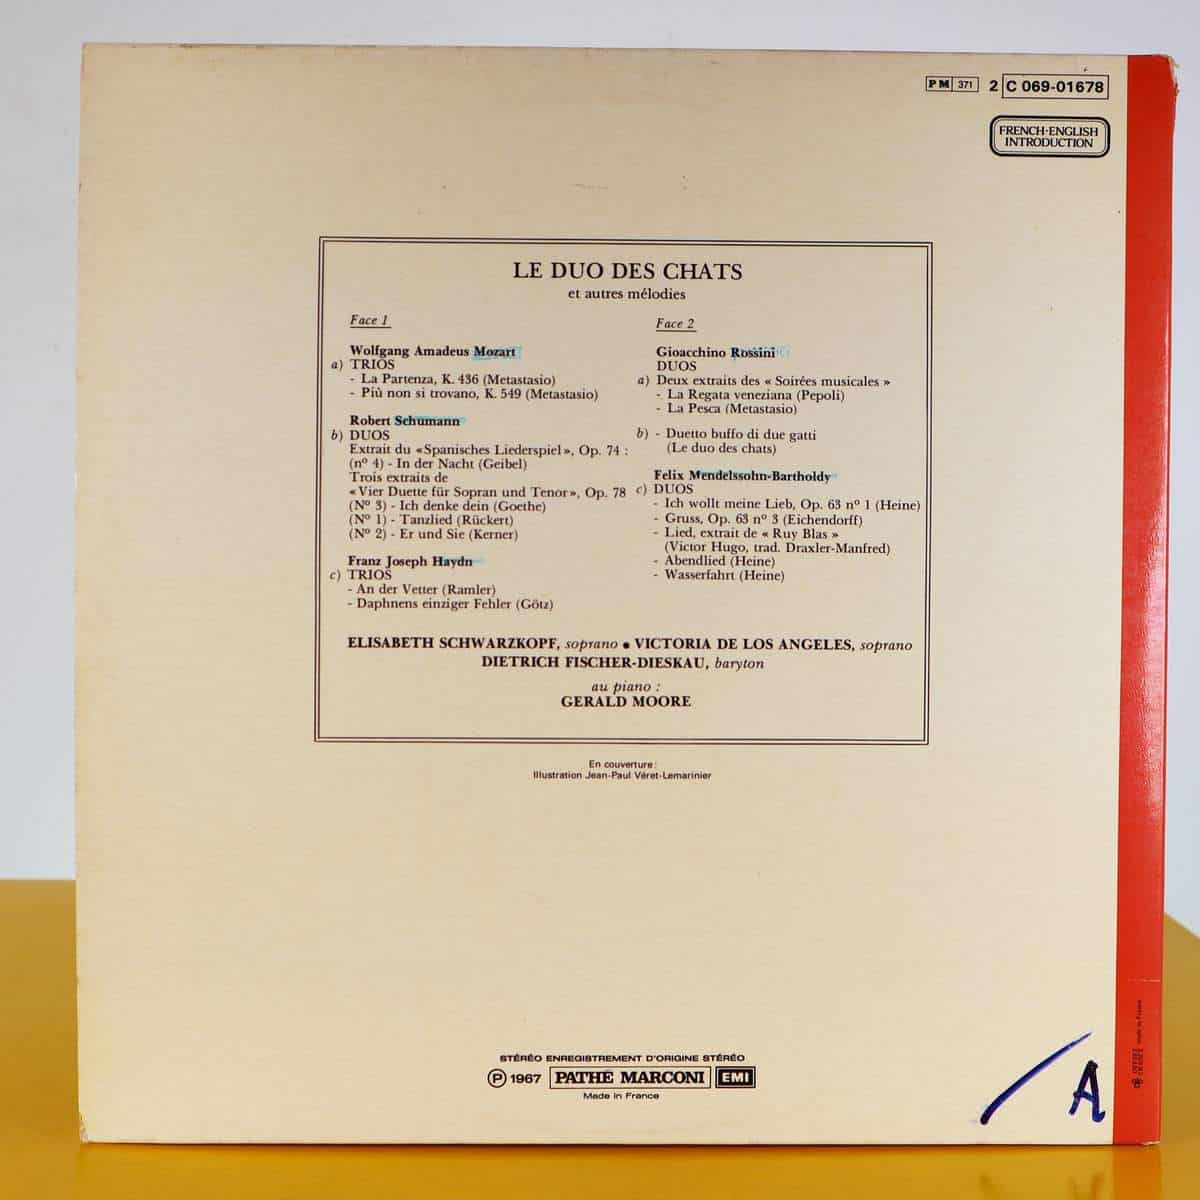 PM 371 2 C 069-01678
FRENCH-ENGLISH
INTRODUCTION
LE DUO DES CHATS
et autres mélodies
Face 1
Wolfgang Amadeus Mozart
a) TRIOS
- La Partenza, K. 436 (Metastasio)
- Più non si trovano, K. 549 (Metastasio)
Robert Schumann
b) DUOS
Extrait du «Spanisches Liederspiel», Op. 74 :
(nº 4) - In der Nacht (Geibel)
Trois extraits de
«Vier Duette für Sopran und Tenor», Op. 78
(Nº 3) - Ich denke dein (Goethe)
(Nº 1) - Tanzlied (Rückert)
(Nº 2) - Er und Sie (Kerner)
Franz Joseph Haydn
c) TRIOS
- An der Vetter (Ramler)
- Daphnens einziger Fehler (Götz)
Face 2
Gioacchino Rossini
DUOS
a) Deux extraits des « Soirées musicales »
- La Regata veneziana (Pepoli)
- La Pesca (Metastasio)
b) - Duetto buffo di due gatti
(Le duo des chats)
Felix Mendelssohn-Bartholdy
c) DUOS
- Ich wollt meine Lieb, Op. 63 nº 1 (Heine)
- Gruss, Op. 63 nº 3 (Eichendorff)
- Lied, extrait de « Ruy Blas »
(Victor Hugo, trad. Draxler-Manfred)
- Abendlied (Heine)
- Wasserfahrt (Heine)
ELISABETH SCHWARZKOPF, soprano • VICTORIA DE LOS ANGELES, soprano
DIETRICH FISCHER-DIESKAU, baryton
au piano :
GERALD MOORE
En couverture :
Illustration Jean-Paul Véret-Lemarinier
STÉRÉO ENREGISTREMENT D'ORIGINE STÉRÉO
Ⓟ 1967 PATHE MARCONI EMI
Made in France
A